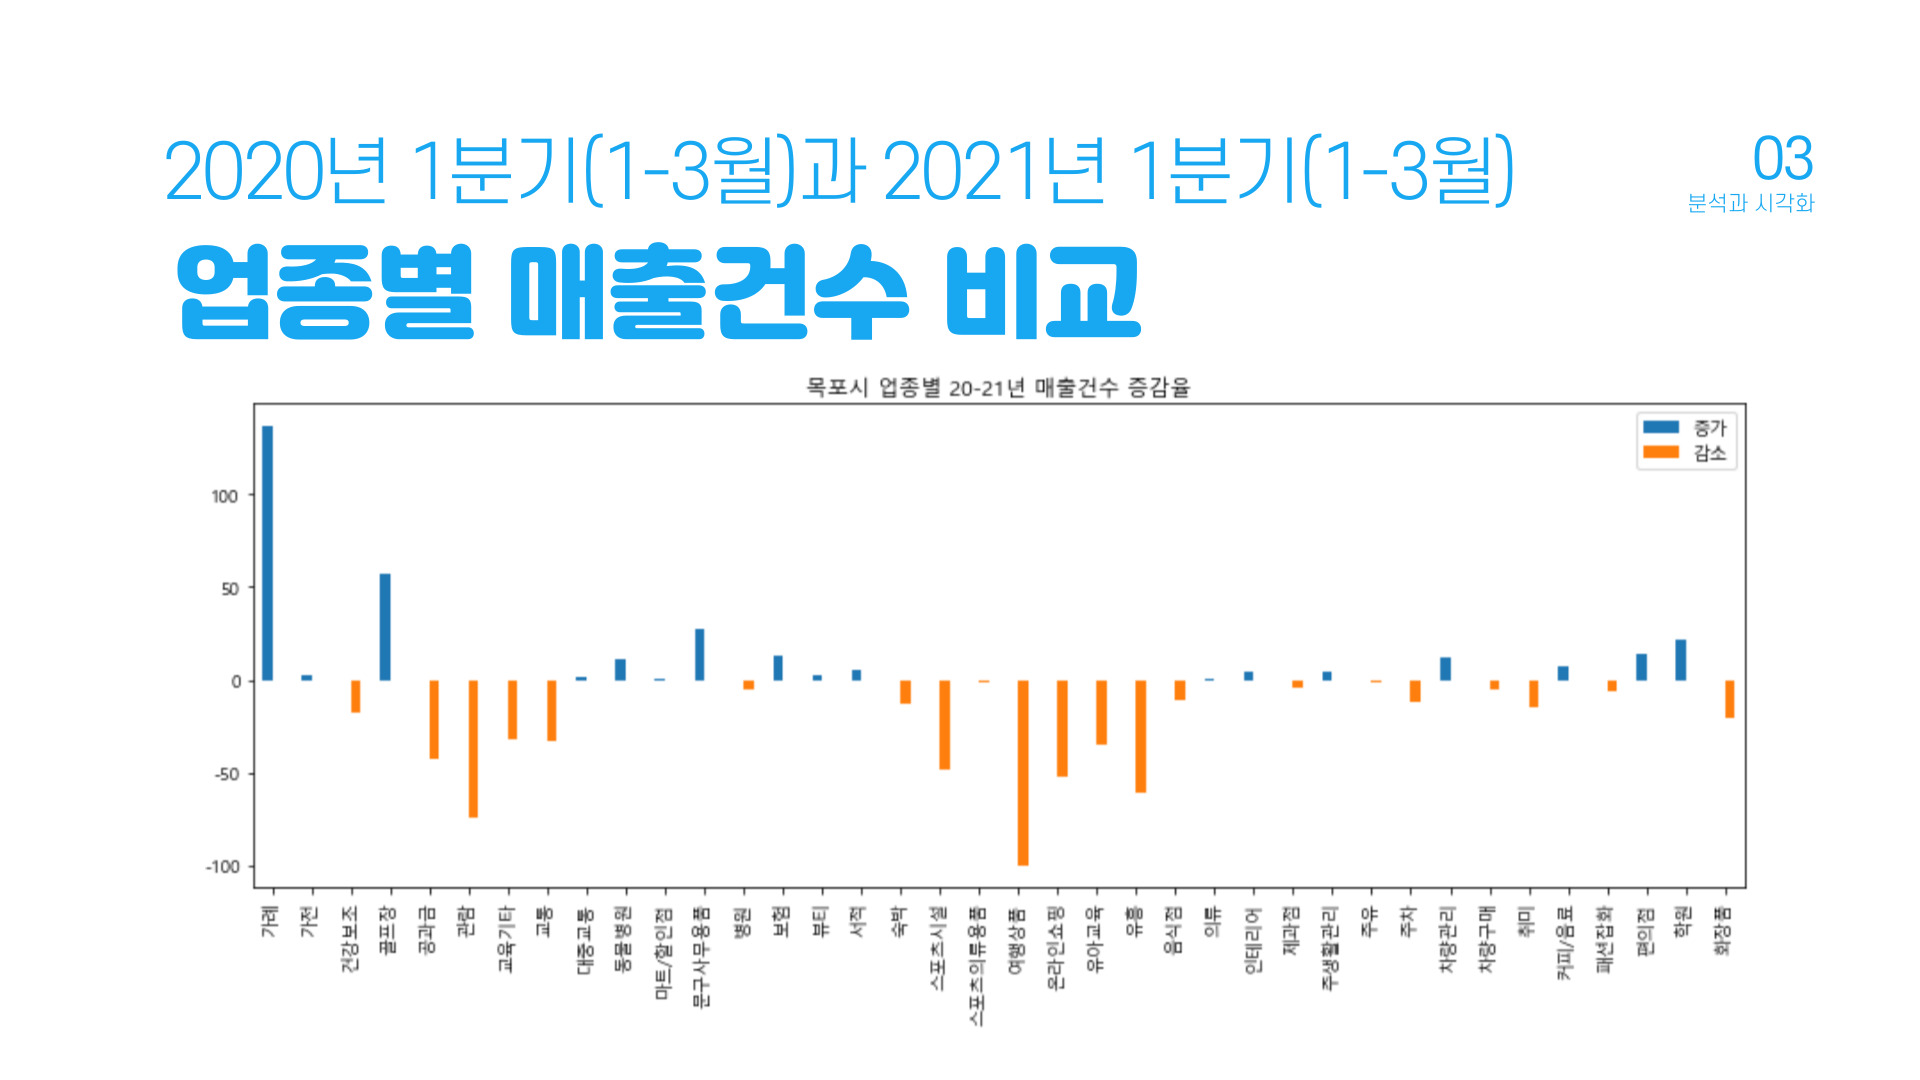 2020년 1분기(1-3월)과 2021년 1분기(1-3월)
업종별 매출건수 비교
03
분석과 시각화
목포시 업종별 20-21년 매출건수 증감율
증가
감소
100
50
0
-50
-100
가례
가전
건강보조
골프장
공과금
관람
교육기타
교통
대중교통
동물병원
마트/할인점
문구사무용품
병원
보험
뷰티
서적
숙박
스포츠시설
스포츠의류용품
여행상품
온라인쇼핑
유아교육
유흥
음식점
의류
인테리어
제과점
주생활관리
주유
주차
차량관리
차량구매
취미
커피/음료
패션잡화
편의점
학원
화장품